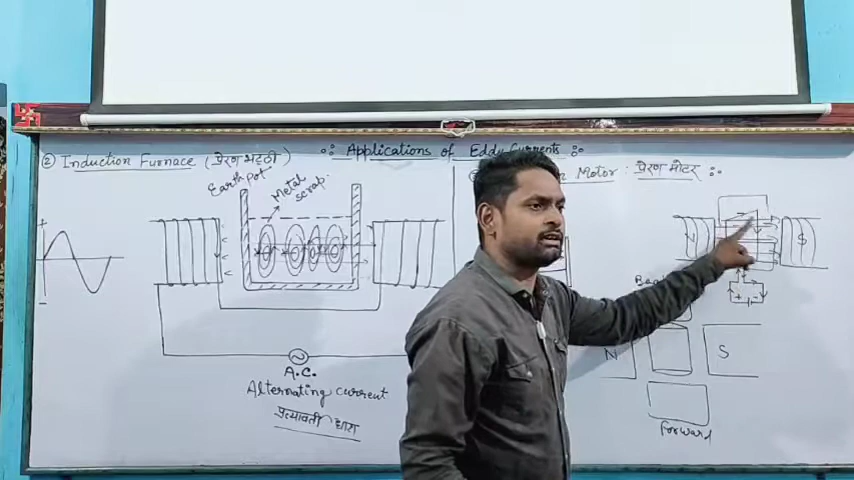 ∴ Applications of Eddy Currents ∴
② Induction Furnace (प्रेरण भट्ठी)
Motor : प्रेरण मोटर ∴
Earth pot
Metal
scrap.
+
-
N
S
A.C.
Alternating current
प्रत्यावर्ती धारा
N
S
Forward